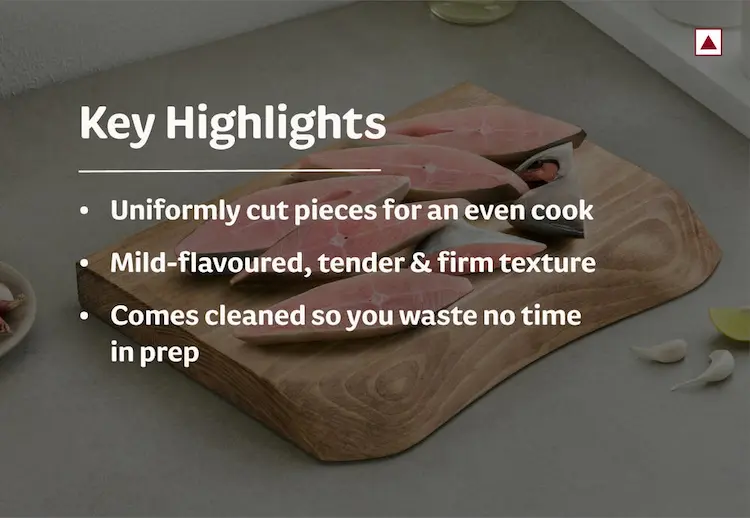 Key Highlights
• Uniformly cut pieces for an even cook
• Mild-flavoured, tender & firm texture
• Comes cleaned so you waste no time
in prep